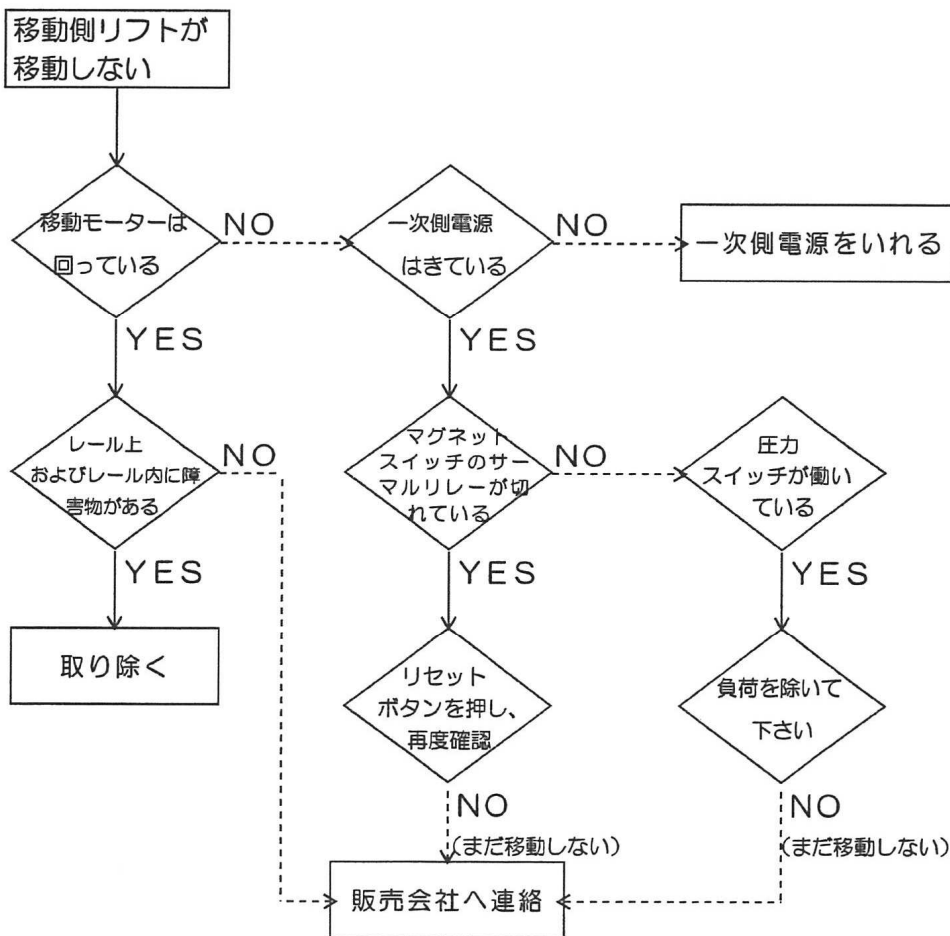 移動側リフトが
移動しない
移動モーターは
回っている
NO
一次側電源
はきている
NO
一次側電源をいれる
YES
YES
レール上
およびレール内に障
害物がある
NO
マグネット
スイッチのサー
マルリレーが切
れている
NO
圧力
スイッチが働い
ている
YES
YES
YES
取り除く
リセット
ボタンを押し、
再度確認
負荷を除いて
下さい
NO
(まだ移動しない)
NO
(まだ移動しない)
販売会社へ連絡